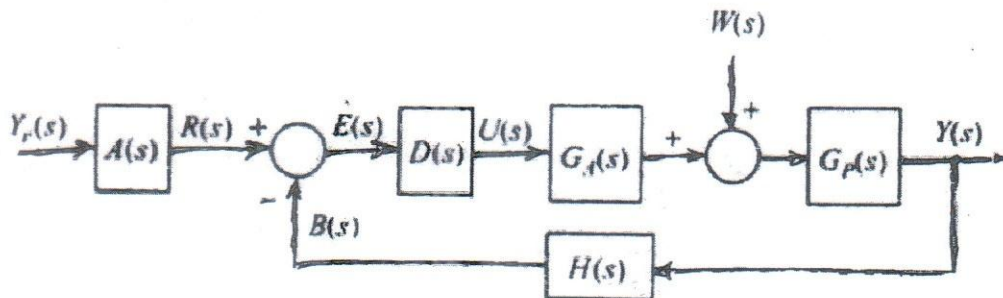 W(s)
Y_r(s) A(s) R(s) + E(s) D(s) U(s) G_A(s) + + G_P(s) Y(s)
-
B(s)
H(s)